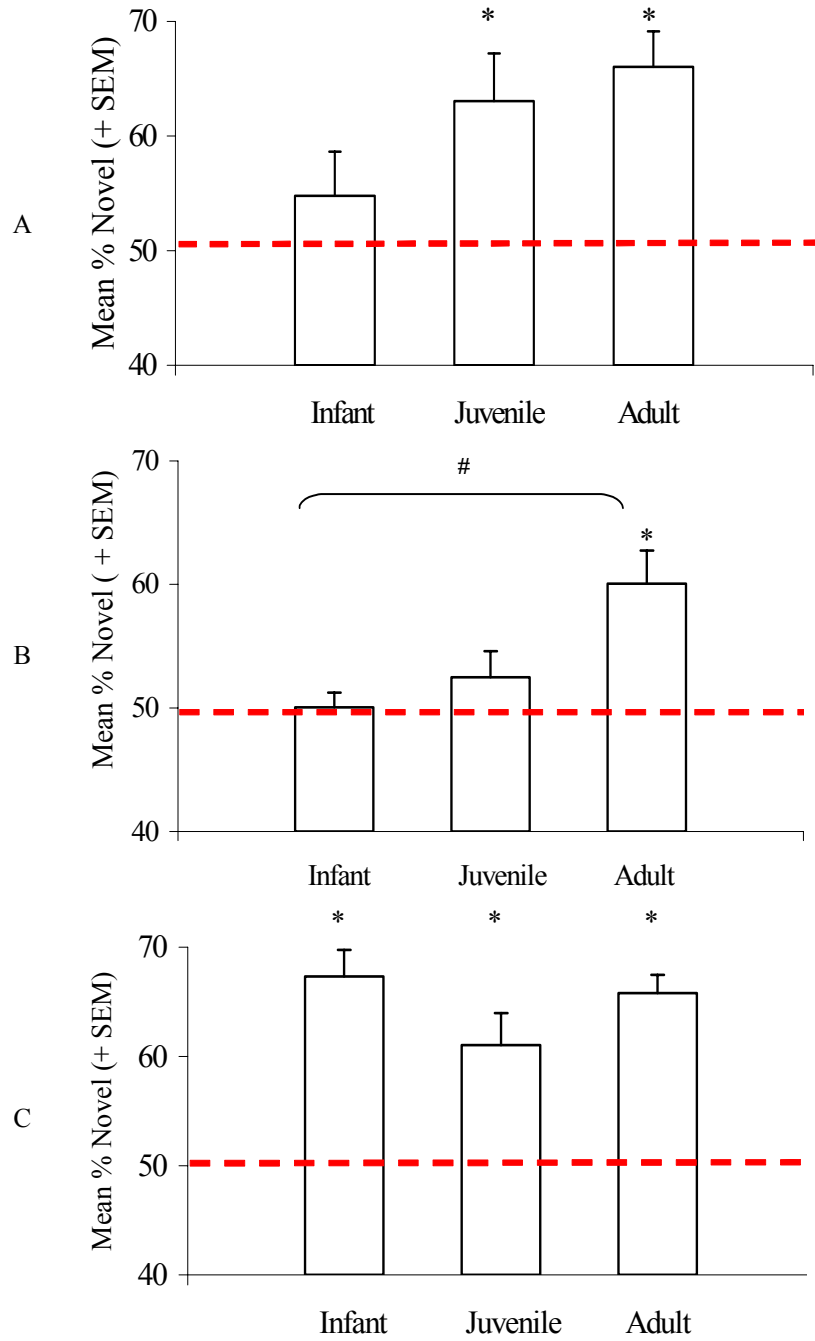 A
Mean % Novel (+ SEM)
70
60
50
40
* *
Infant Juvenile Adult
B
Mean % Novel ( + SEM)
70
60
50
40
#
*
Infant Juvenile Adult
C
Mean % Novel (+ SEM)
70
60
50
40
* * *
Infant Juvenile Adult